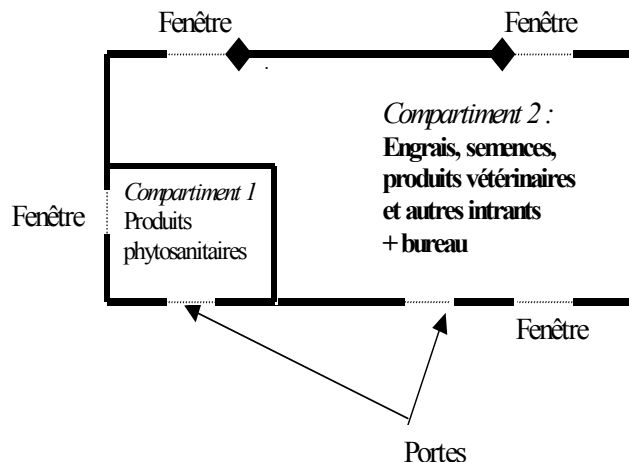 Fenêtre
Fenêtre
Compartiment 2 :
Engrais, semences,
produits vétérinaires
et autres intrants
+ bureau
Compartiment 1
Produits
phytosanitaires
Fenêtre
Fenêtre
Portes